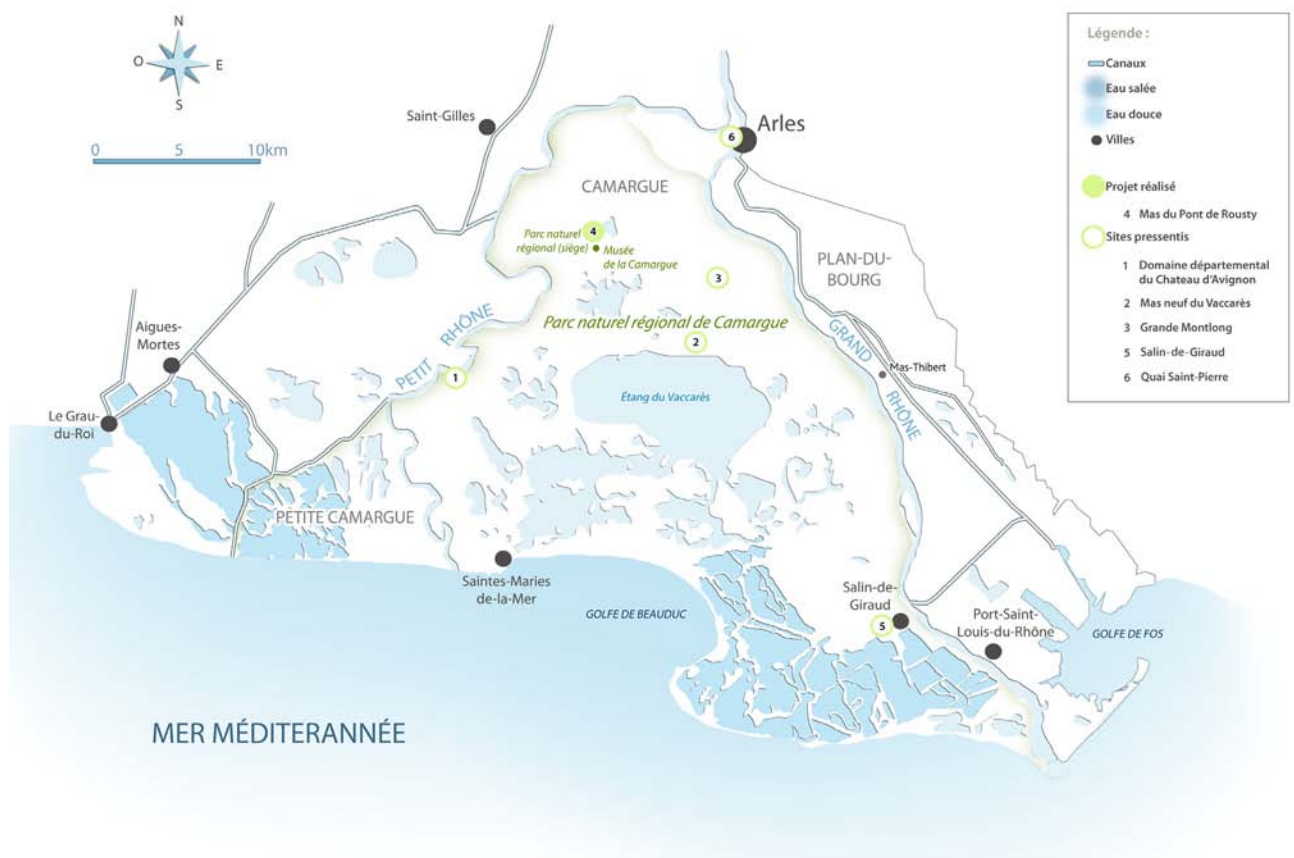 N
O
E
S
0
5
10km
Saint-Gilles
Arles
6
CAMARGUE
4
Parc naturel
régional (siège)
Musée
de la Camargue
3
PLAN-DU-
BOURG
Parc naturel régional de Camargue
2
PETIT RHÔNE
1
GRAND RHÔNE
Mas-Thibert
Étang du Vaccarès
Aigues-
Mortes
Le Grau-
du-Roi
PETITE CAMARGUE
Saintes-Maries
de-la-Mer
GOLFE DE BEAUDUC
Salin-de-
Giraud
5
Port-Saint-
Louis-du-Rhône
GOLFE DE FOS
MER MÉDITERANNÉE
Légende :
Canaux
Eau salée
Eau douce
Villes
Projet réalisé
4 Mas du Pont de Rousty
Sites pressentis
1 Domaine départemental
du Chateau d'Avignon
2 Mas neuf du Vaccarès
3 Grande Montlong
5 Salin-de-Giraud
6 Quai Saint-Pierre